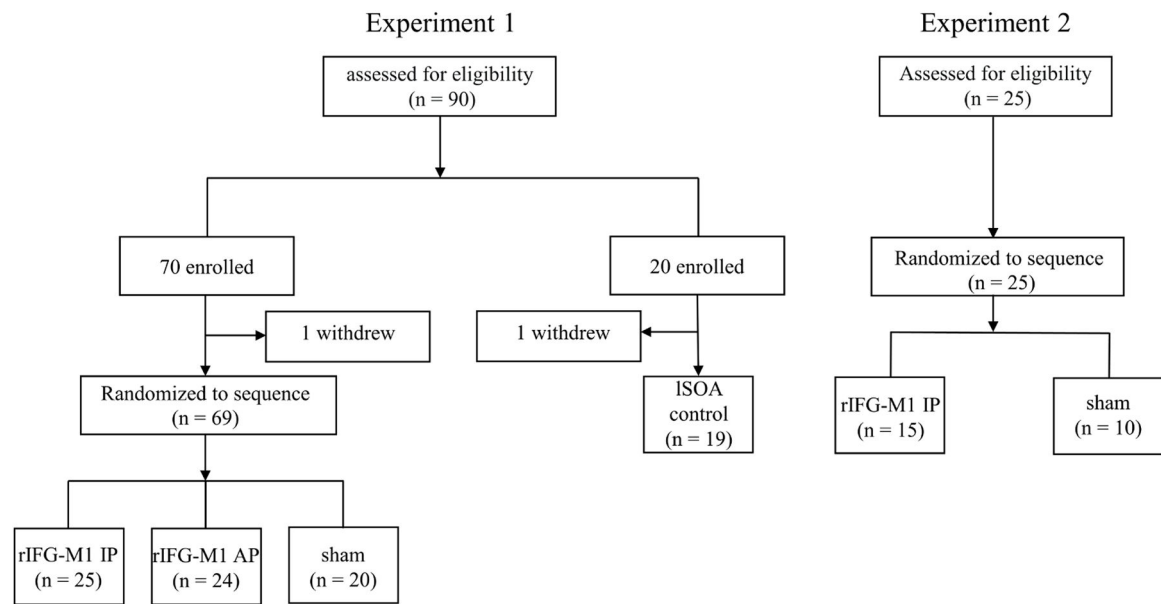 Experiment 1
assessed for eligibility
(n = 90)
70 enrolled
20 enrolled
1 withdrew
1 withdrew
Randomized to sequence
(n = 69)
lSOA
control
(n = 19)
rIFG-M1 IP
(n = 25)
rIFG-M1 AP
(n = 24)
sham
(n = 20)
Experiment 2
Assessed for eligibility
(n = 25)
Randomized to sequence
(n = 25)
rIFG-M1 IP
(n = 15)
sham
(n = 10)